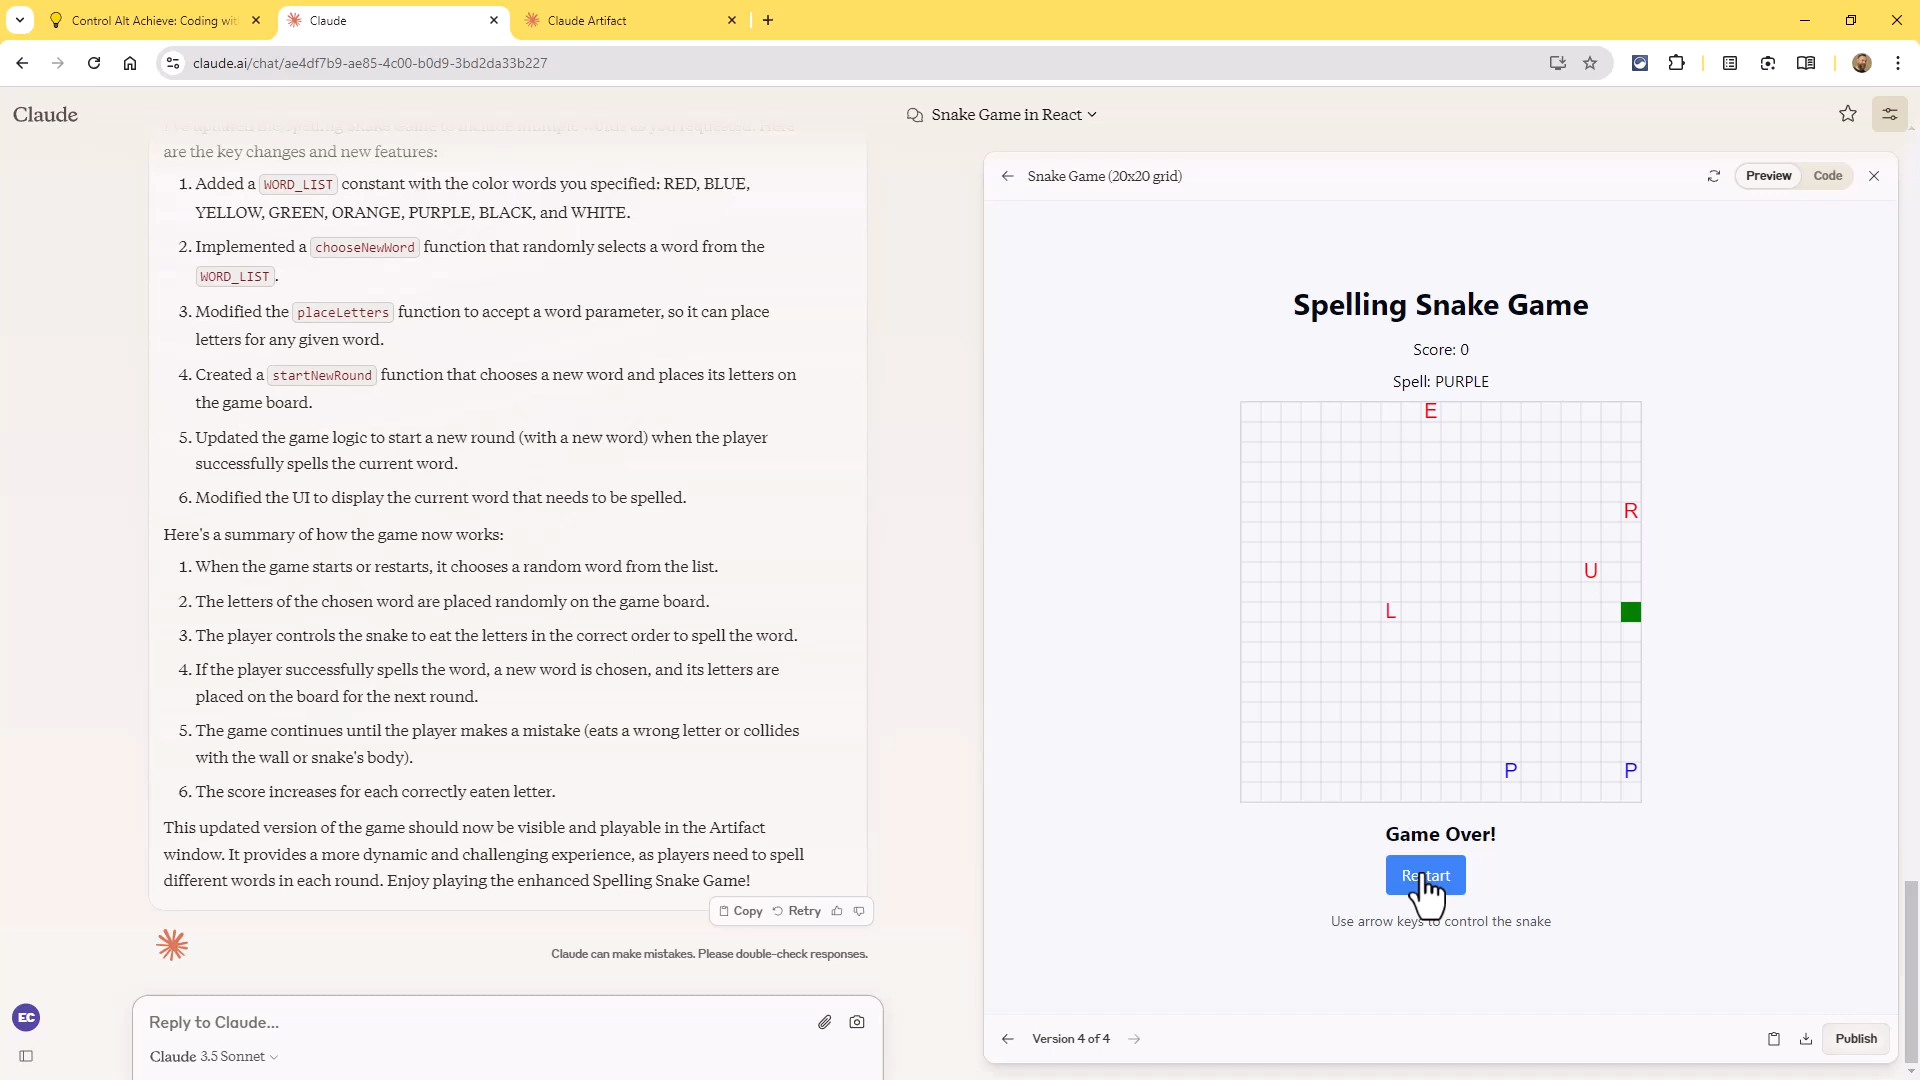 Control Alt Achieve: Coding wit
Claude
Claude Artifact
claude.ai/chat/ae4df7b9-ae85-4c00-b0d9-3bd2da33b227
Claude
Snake Game in React
are the key changes and new features:
1. Added a WORD_LIST constant with the color words you specified: RED, BLUE,
YELLOW, GREEN, ORANGE, PURPLE, BLACK, and WHITE.
2. Implemented a chooseNewWord function that randomly selects a word from the
WORD_LIST.
3. Modified the placeLetters function to accept a word parameter, so it can place
letters for any given word.
4. Created a startNewRound function that chooses a new word and places its letters on
the game board.
5. Updated the game logic to start a new round (with a new word) when the player
successfully spells the current word.
6. Modified the UI to display the current word that needs to be spelled.
Here's a summary of how the game now works:
1. When the game starts or restarts, it chooses a random word from the list.
2. The letters of the chosen word are placed randomly on the game board.
3. The player controls the snake to eat the letters in the correct order to spell the word.
4. If the player successfully spells the word, a new word is chosen, and its letters are
placed on the board for the next round.
5. The game continues until the player makes a mistake (eats a wrong letter or collides
with the wall or snake's body).
6. The score increases for each correctly eaten letter.
This updated version of the game should now be visible and playable in the Artifact
window. It provides a more dynamic and challenging experience, as players need to spell
different words in each round. Enjoy playing the enhanced Spelling Snake Game!
Copy Retry
Claude can make mistakes. Please double-check responses.
EC
Reply to Claude...
Claude 3.5 Sonnet
Snake Game (20x20 grid)
Preview Code
Spelling Snake Game
Score: 0
Spell: PURPLE
E
R
U
L
P P
Game Over!
Restart
Use arrow keys to control the snake
Version 4 of 4
Publish